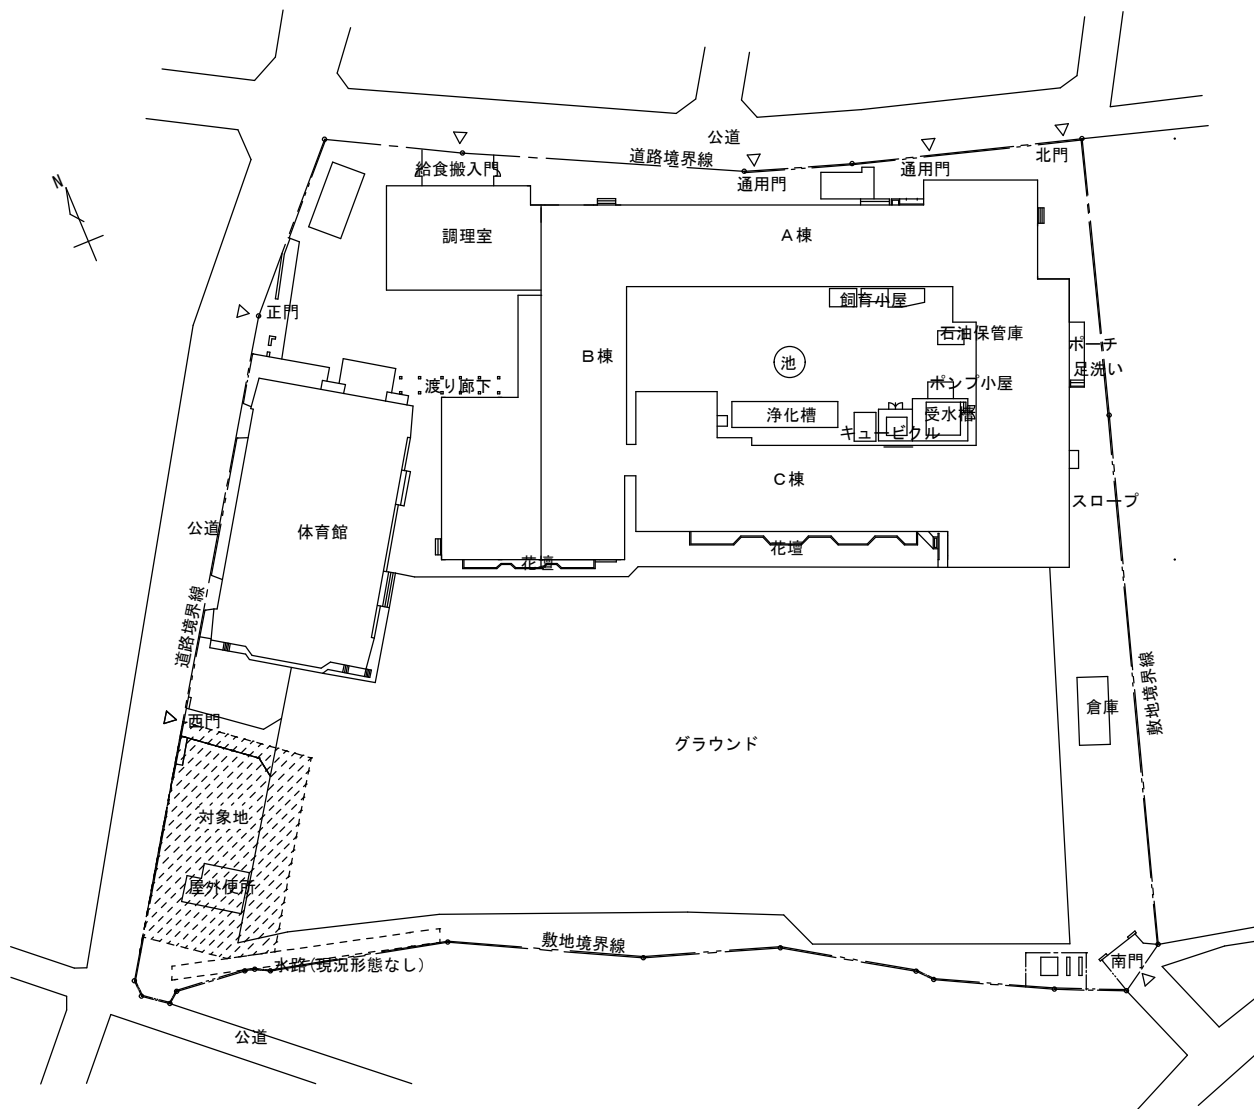 公道
道路境界線
北門
給食搬入門
通用門
通用門
N
調理室
A棟
飼育小屋
正門
石油保管庫
ポーチ
B棟
池
足洗い
渡り廊下
ポンプ小屋
浄化槽
受水槽
キュービクル
C棟
スロープ
公道
体育館
花壇
花壇
道路境界線
敷地境界線
倉庫
西門
グラウンド
対象地
屋外便所
敷地境界線
水路(現況形態なし)
南門
公道